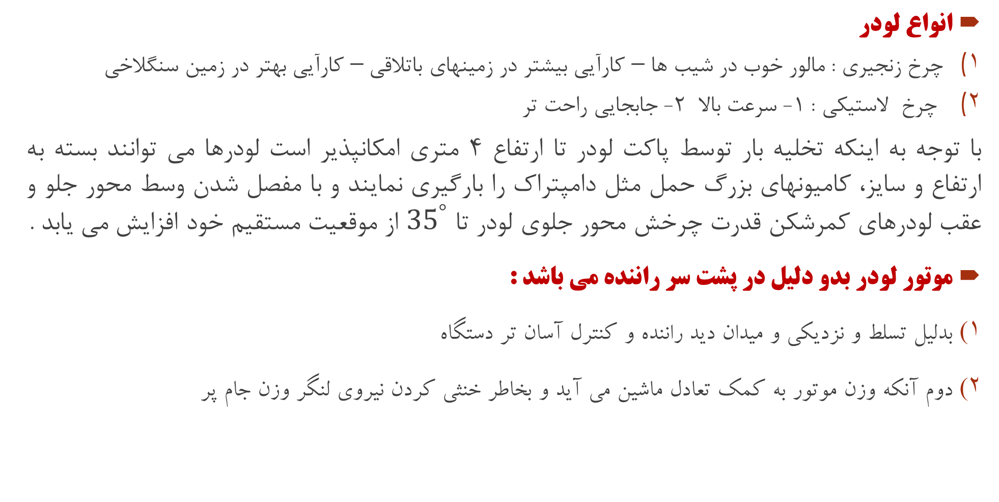 انواع لودر
۱) چرخ زنجیری : مالور خوب در شیب ها – کارآیی بیشتر در زمینهای باتلاقی – کارآیی بهتر در زمین سنگلاخی
۲) چرخ لاستیکی : ۱- سرعت بالا ۲- جابجایی راحت تر
با توجه به اینکه تخلیه بار توسط پاکت لودر تا ارتفاع ۴ متری امکانپذیر است لودرها می توانند بسته به
ارتفاع و سایز، کامیونهای بزرگ حمل مثل دامپتراک را بارگیری نمایند و با مفصل شدن وسط محور جلو و
عقب لودرهای کمرشکن قدرت چرخش محور جلوی لودر تا 35° از موقعیت مستقیم خود افزایش می یابد .
موتور لودر بدو دلیل در پشت سر راننده می باشد :
۱) بدلیل تسلط و نزدیکی و میدان دید راننده و کنترل آسان تر دستگاه
۲) دوم آنکه وزن موتور به کمک تعادل ماشین می آید و بخاطر خنثی کردن نیروی لنگر وزن جام پر